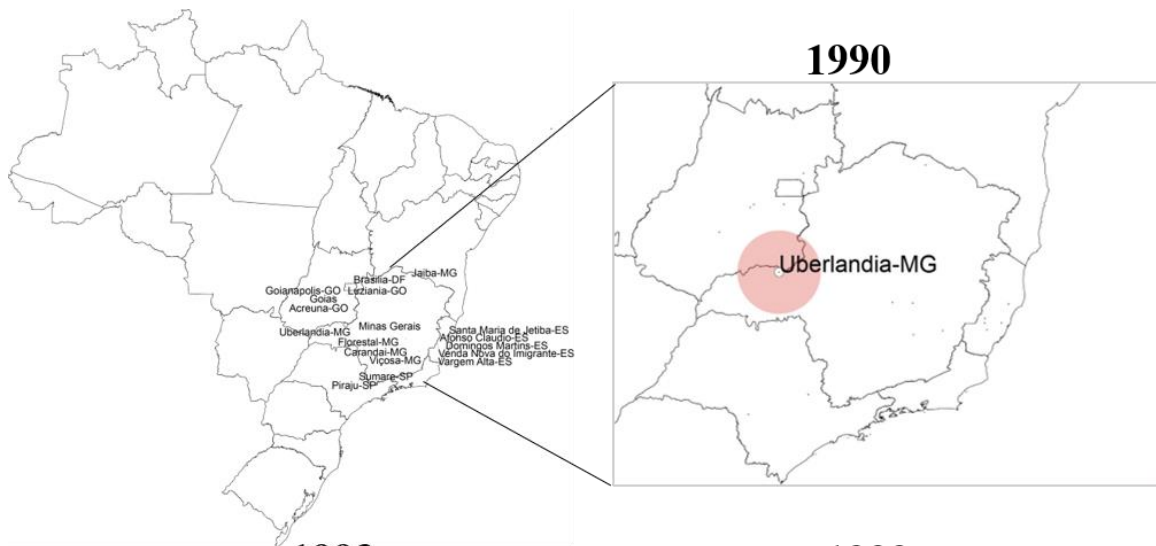 1990
Jaiba-MG
Brasilia-DF
Goianapolis-GO
Luziania-GO
Goias
Acreuna-GO
Minas Gerais
Uberlandia-MG
Santa Maria de Jetiba-ES
Florestal-MG
Afonso Claudio-ES
Domingos Martins-ES
Carandai-MG
Venda Nova do Imigrante-ES
Viçosa-MG
Vargem Alta-ES
Sumare-SP
Piraju-SP
Uberlandia-MG